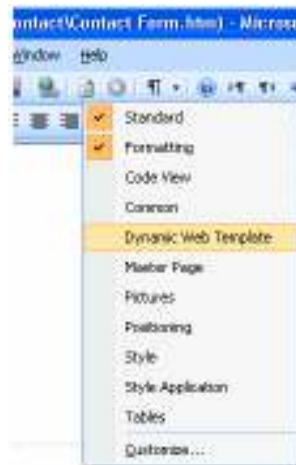 ontact\Contact Form.htm) - Micros
Window Help
Standard
Formatting
Code View
Common
Dynamic Web Template
Master Page
Pictures
Positioning
Style
Style Application
Tables
Customize...